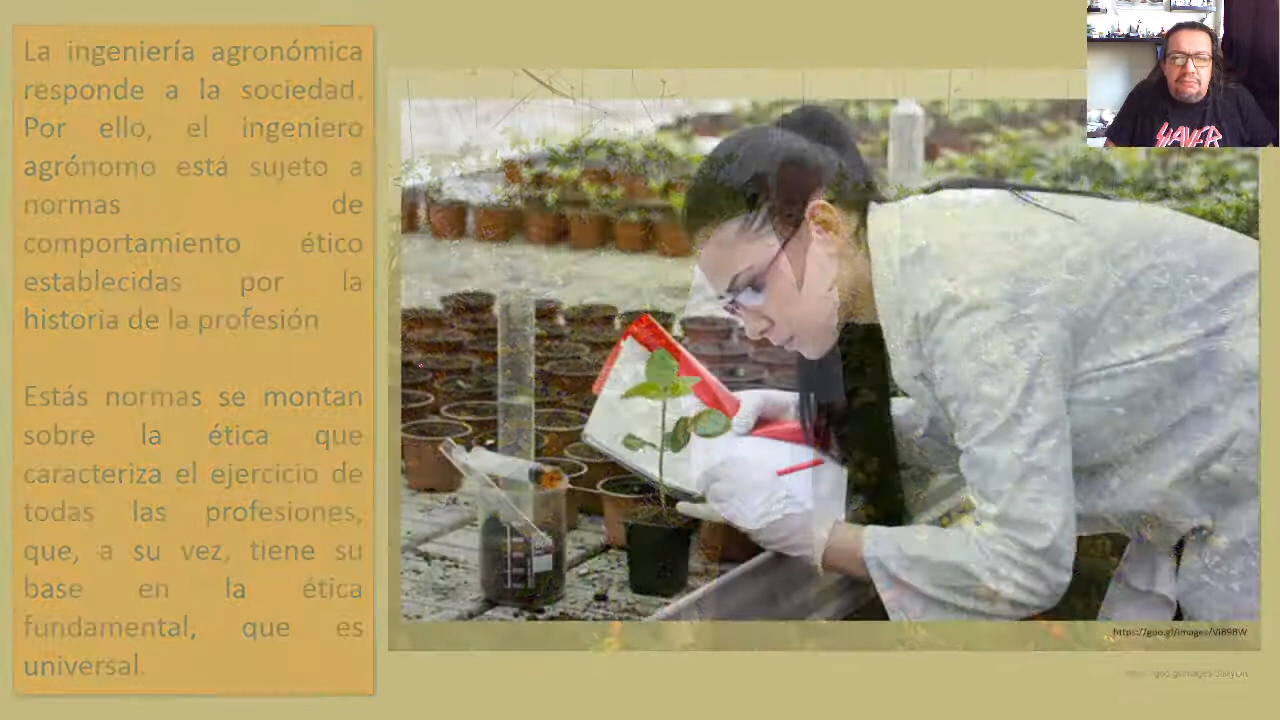 La ingeniería agronómica
responde a la sociedad.
Por ello, el ingeniero
agrónomo está sujeto a
normas de
comportamiento ético
establecidas por la
historia de la profesión
Estás normas se montan
sobre la ética que
caracteriza el ejercicio de
todas las profesiones,
que, a su vez, tiene su
base en la ética
fundamental, que es
universal.
SLAYER
https://goo.gl/images/ViB9BW